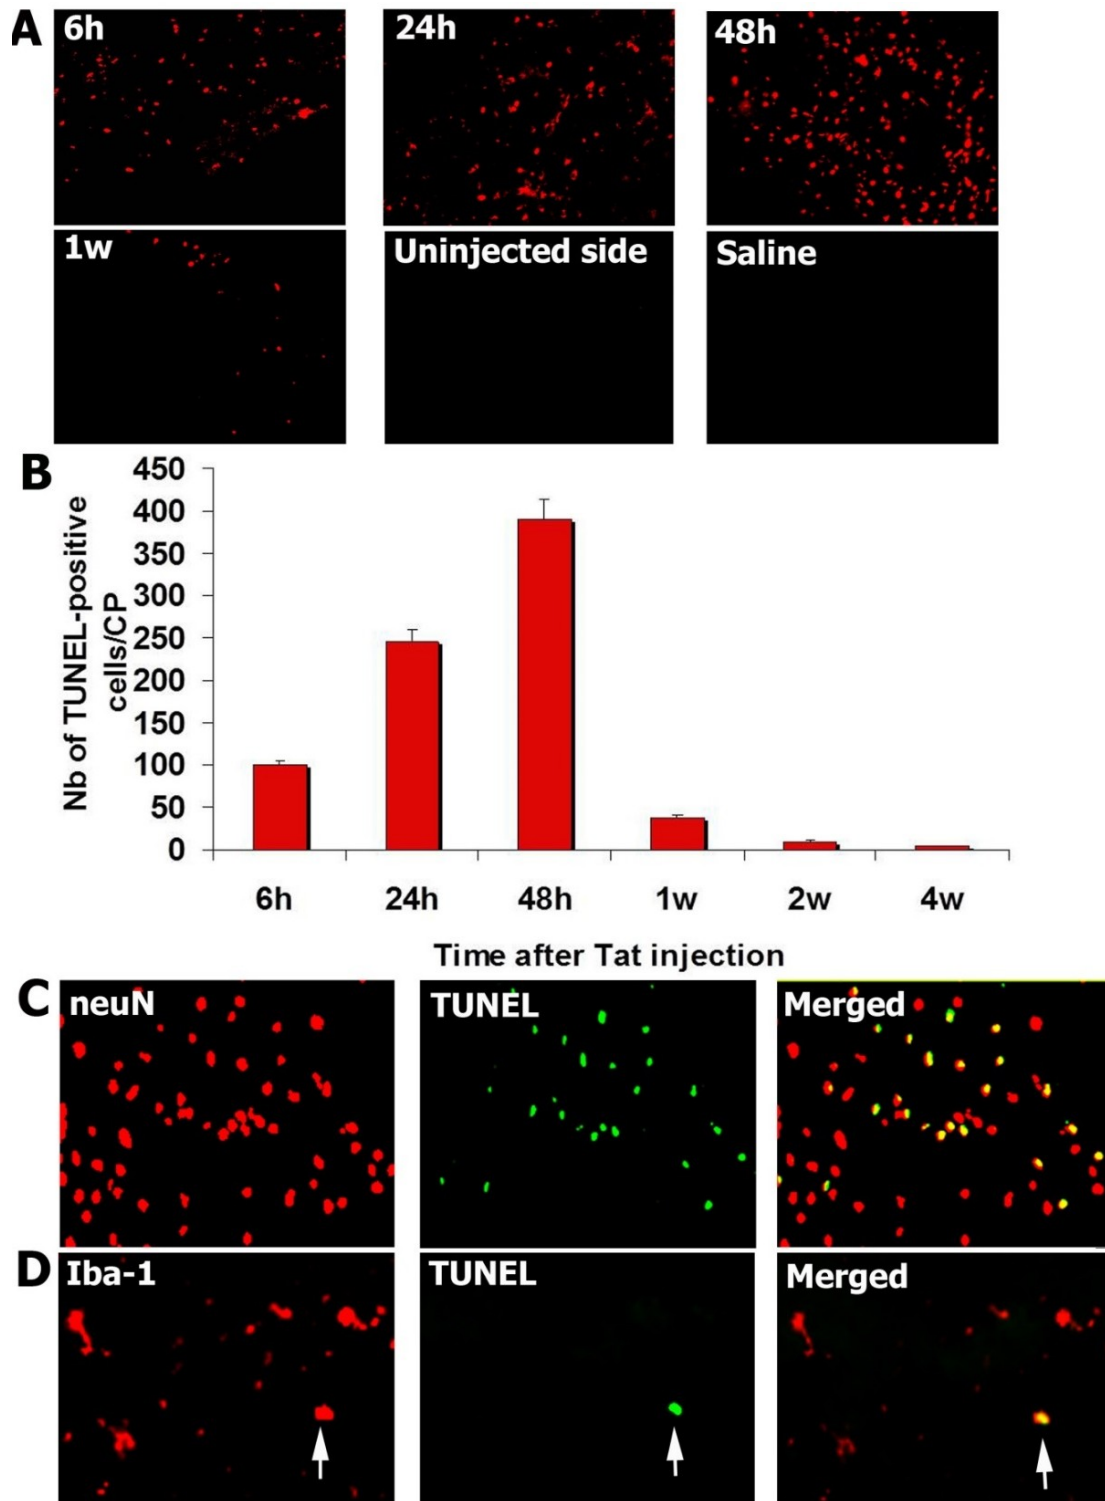 A
6h
24h
48h
1w
Uninjected side
Saline
B
Nb of TUNEL-positive
cells/CP
450
400
350
300
250
200
150
100
50
0
6h 24h 48h 1w 2w 4w
Time after Tat injection
C
neuN
TUNEL
Merged
D
Iba-1
TUNEL
Merged